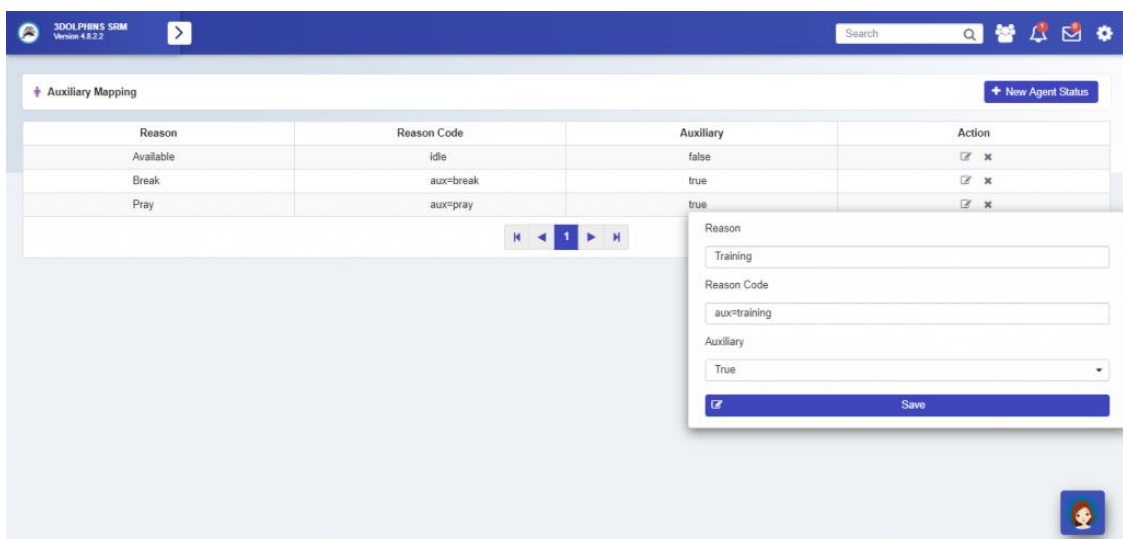 3DOLPHINS SRM
Version 4.8.2.2
Search
Auxiliary Mapping
+ New Agent Status
Reason Reason Code Auxiliary Action
Available idle false
Break aux=break true
Pray aux=pray true
1
Reason
Training
Reason Code
aux=training
Auxiliary
True
Save